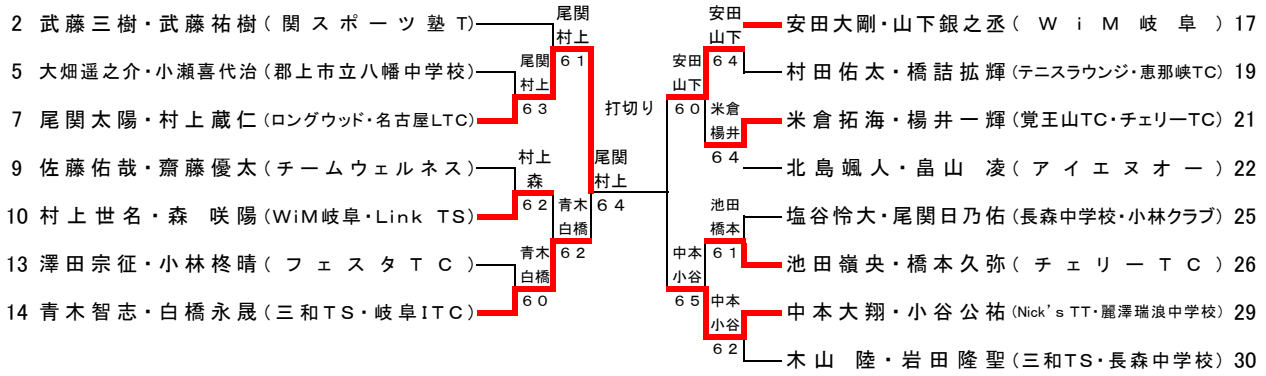 2 武藤三樹・武藤祐樹(関スポーツ塾T)
5 大畑遥之介・小瀬喜代治(郡上市立八幡中学校)
7 尾関太陽・村上蔵仁(ロングウッド・名古屋LTC)
9 佐藤佑哉・齋藤優太(チームウェルネス)
10 村上世名・森 咲陽(WiM岐阜・Link TS)
13 澤田宗征・小林柊晴(フェスタTC)
14 青木智志・白橋永晟(三和TS・岐阜ITC)
尾関
村上
61
尾関
村上
63
村上
森
62
青木
白橋
62
青木
白橋
60
尾関
村上
64
打切り
安田
山下
64
安田
山下
60
米倉
楊井
64
池田
橋本
61
中本
小谷
65
中本
小谷
62
安田大剛・山下銀之丞(WiM岐阜) 17
村田佑太・橋詰拡輝(テニスラウンジ・恵那峡TC) 19
米倉拓海・楊井一輝(覚王山TC・チェリーTC) 21
北島颯人・畠山 凌(アイエヌオー) 22
塩谷怜大・尾関日乃佑(長森中学校・小林クラブ) 25
池田嶺央・橋本久弥(チェリーTC) 26
中本大翔・小谷公祐(Nick's TT・麗澤瑞浪中学校) 29
木山 陸・岩田隆聖(三和TS・長森中学校) 30